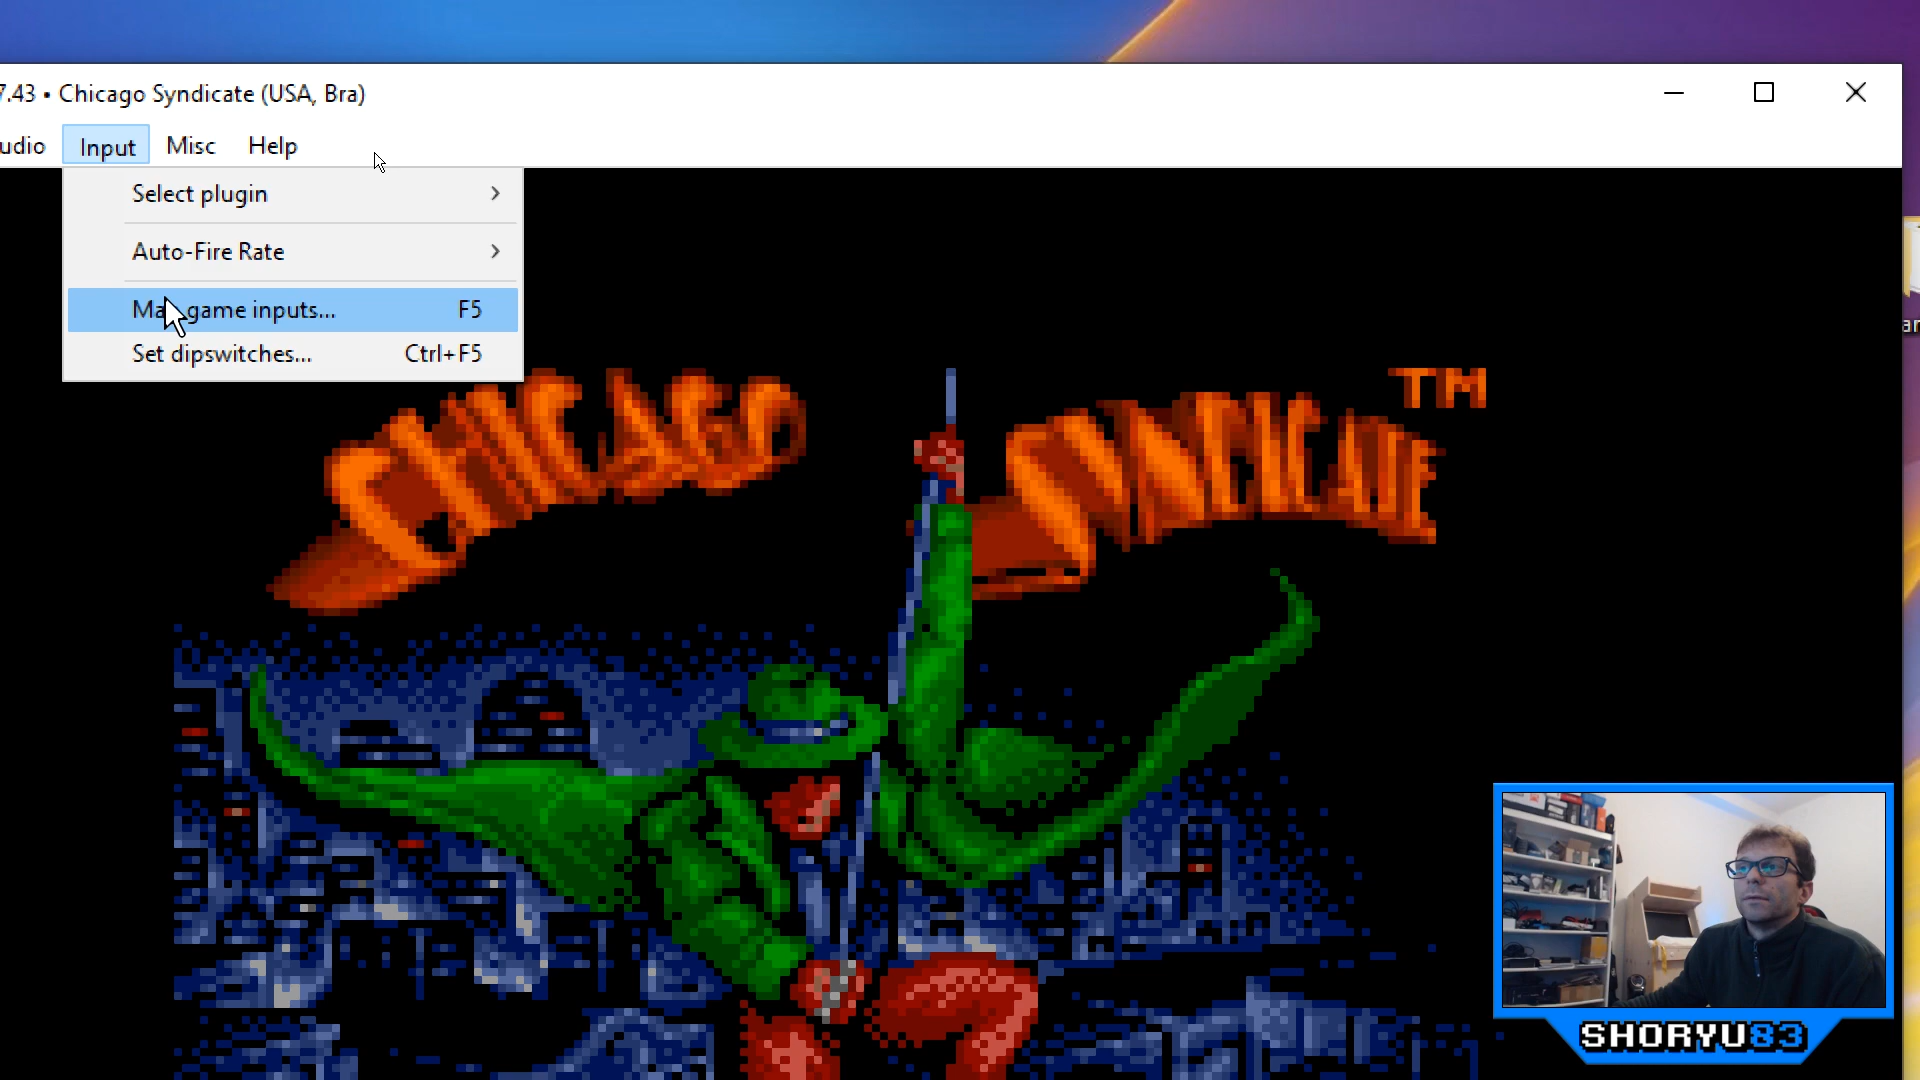 7.43 • Chicago Syndicate (USA, Bra)
udio Input Misc Help
Select plugin
Auto-Fire Rate
Map game inputs... F5
Set dipswitches... Ctrl+F5
CHICAGO SYNDICATE TM
SHORYU83